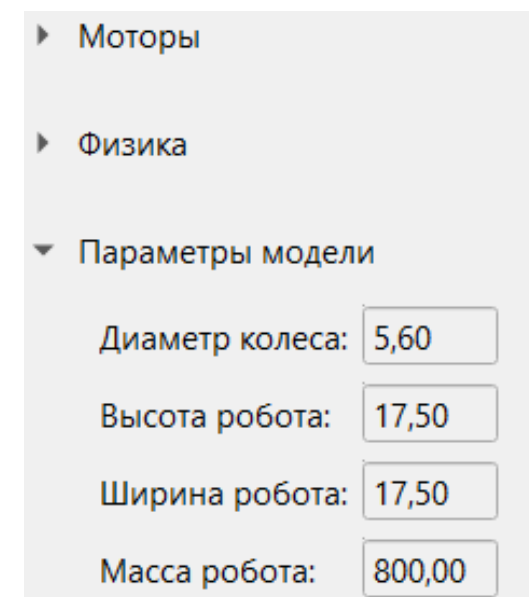 Моторы
Физика
Параметры модели
Диаметр колеса: 5,60
Высота робота: 17,50
Ширина робота: 17,50
Масса робота: 800,00